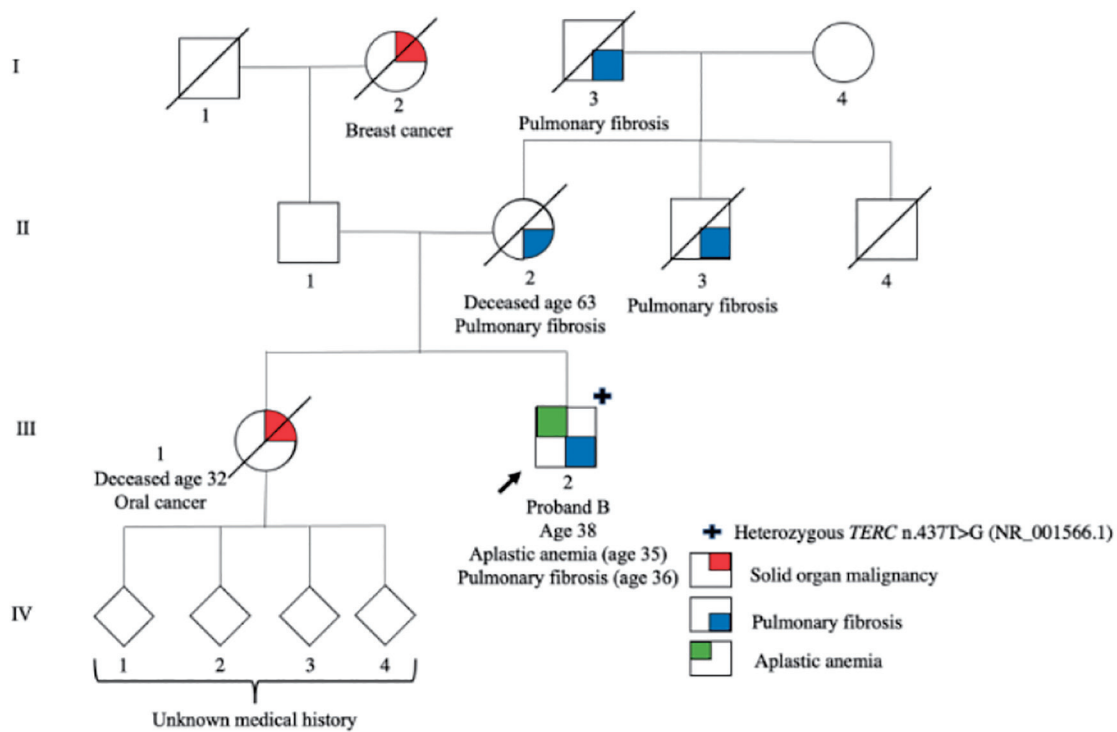 I
1
2
Breast cancer
3
Pulmonary fibrosis
4
II
1
2
Deceased age 63
Pulmonary fibrosis
3
Pulmonary fibrosis
4
III
1
Deceased age 32
Oral cancer
2
Proband B
Age 38
Aplastic anemia (age 35)
Pulmonary fibrosis (age 36)
Heterozygous TERC n.437T>G (NR_001566.1)
Solid organ malignancy
Pulmonary fibrosis
Aplastic anemia
IV
1
2
3
4
Unknown medical history